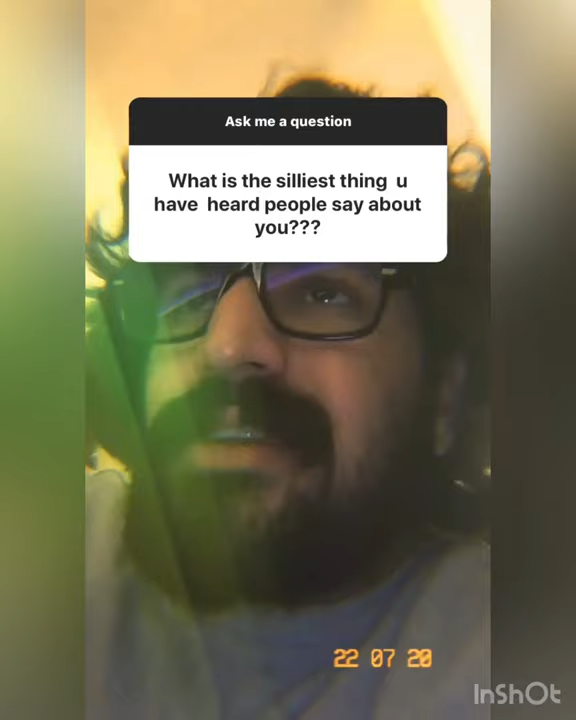 Ask me a question
What is the silliest thing u
have heard people say about
you???
22 07 20
InShOt